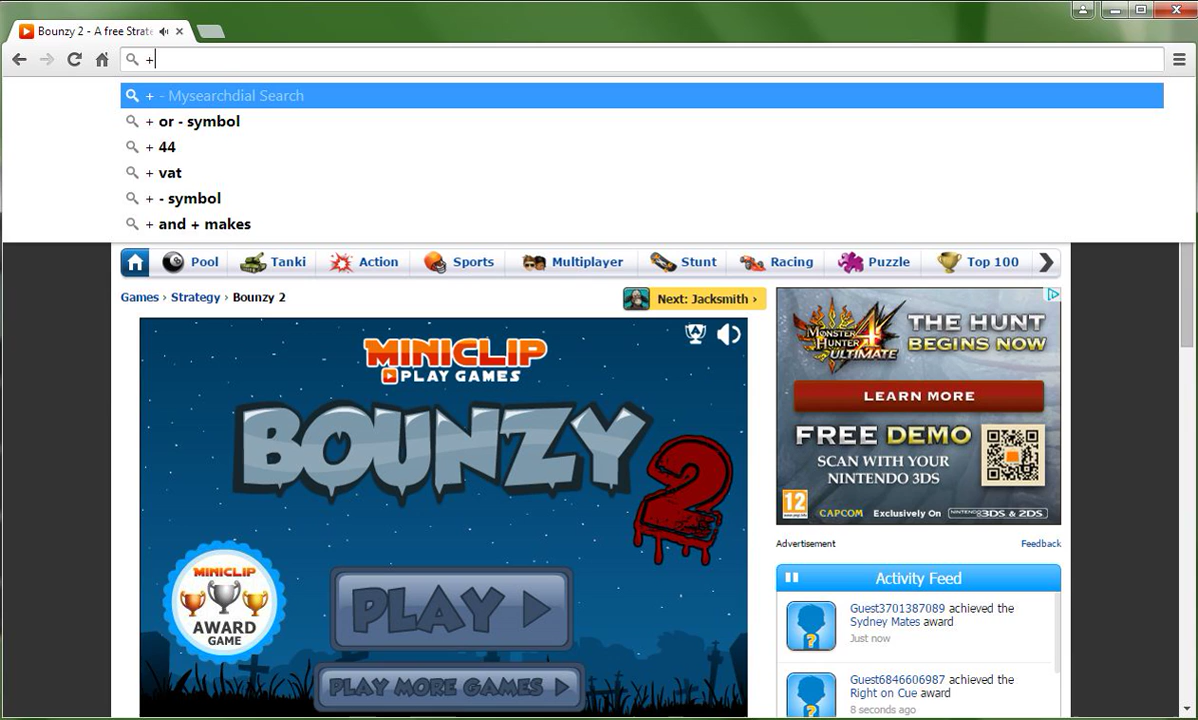 Bounzy 2 - A free Strate
+
+ - Mysearchdial Search
+ or - symbol
+ 44
+ vat
+ - symbol
+ and + makes
Pool Tanki Action Sports Multiplayer Stunt Racing Puzzle Top 100
Games › Strategy › Bounzy 2
Next: Jacksmith ›
MINICLIP
PLAY GAMES
BOUNZY
2
MINICLIP
AWARD
GAME
PLAY
PLAY MORE GAMES
MONSTER
HUNTER
4
ULTIMATE
THE HUNT
BEGINS NOW
LEARN MORE
FREE DEMO
SCAN WITH YOUR
NINTENDO 3DS
12
CAPCOM Exclusively On NINTENDO 3DS & 2DS
Advertisement Feedback
Activity Feed
Guest3701387089 achieved the
Sydney Mates award
Just now
Guest6846606987 achieved the
Right on Cue award
8 seconds ago